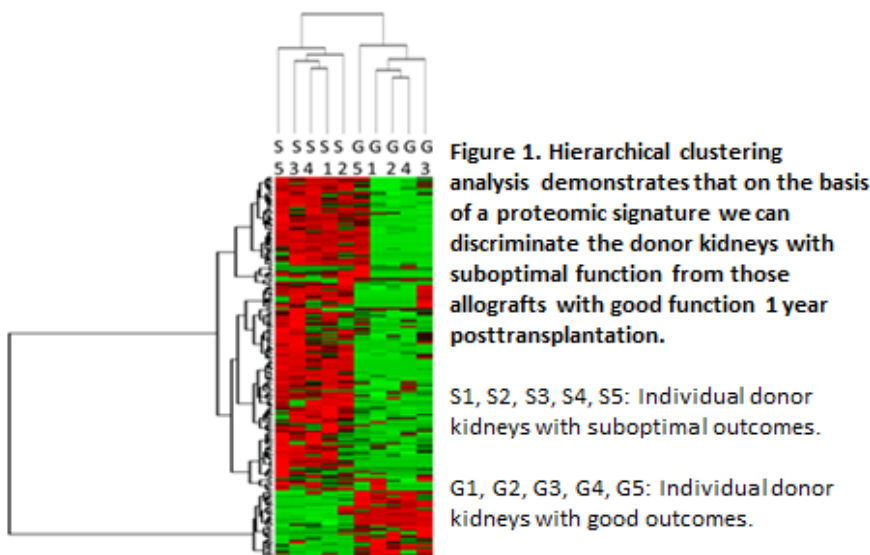 S S S S S G G G G G
5 3 4 1 2 5 1 2 4 3
Figure 1. Hierarchical clustering
analysis demonstrates that on the basis
of a proteomic signature we can
discriminate the donor kidneys with
suboptimal function from those
allografts with good function 1 year
posttransplantation.
S1, S2, S3, S4, S5: Individual donor
kidneys with suboptimal outcomes.
G1, G2, G3, G4, G5: Individual donor
kidneys with good outcomes.